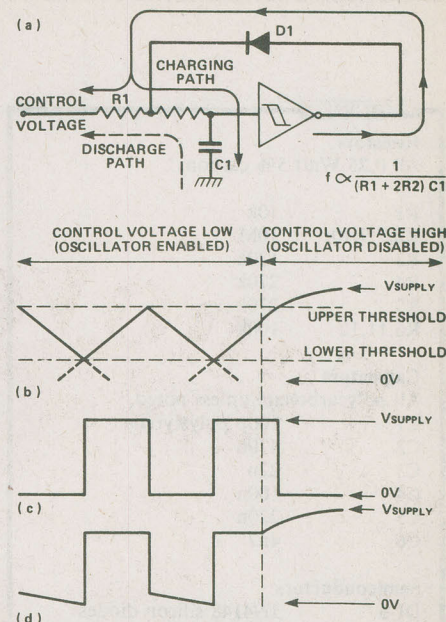 (a)
D1
CHARGING
PATH
CONTROL
VOLTAGE
R1
DISCHARGE
PATH
C1
f ∝ (R1 + 2R2) C1
CONTROL VOLTAGE LOW
(OSCILLATOR ENABLED)
CONTROL VOLTAGE HIGH
(OSCILLATOR DISABLED)
VSUPPLY
UPPER THRESHOLD
LOWER THRESHOLD
(b)
0V
VSUPPLY
(c)
0V
VSUPPLY
(d)
0V